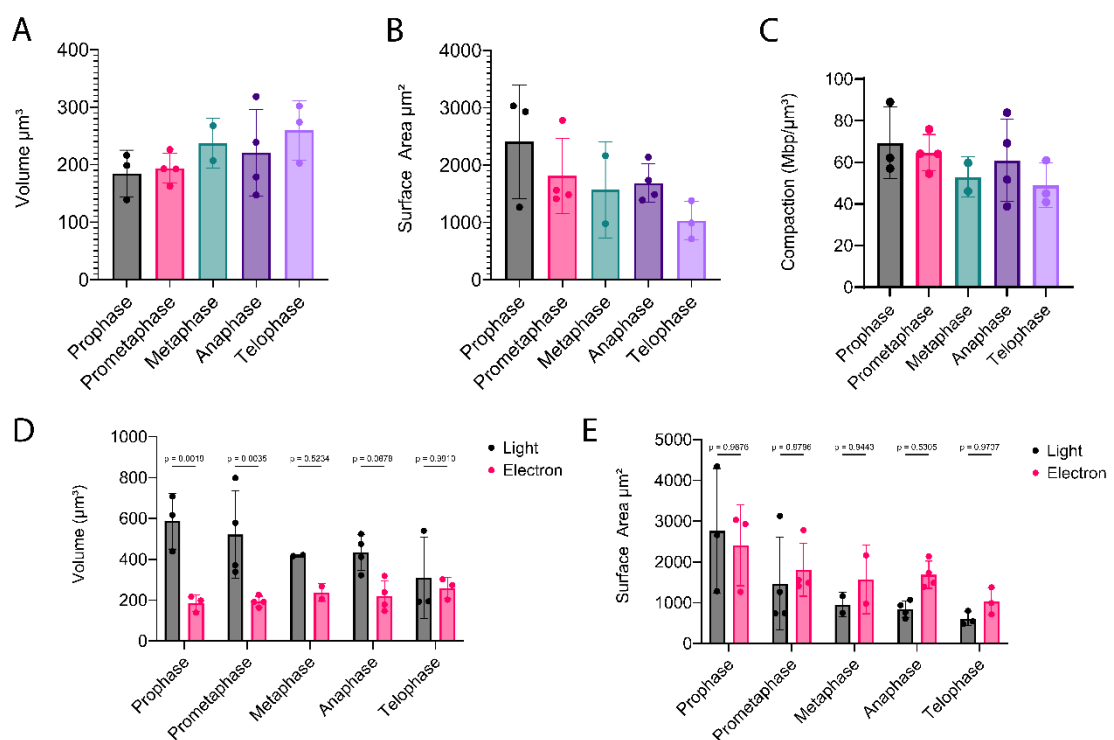 A
Volume µm³
400
300
200
100
0
Prophase
Prometaphase
Metaphase
Anaphase
Telophase
B
Surface Area µm²
4000
3000
2000
1000
0
Prophase
Prometaphase
Metaphase
Anaphase
Telophase
C
Compaction (Mbp/µm³)
100
80
60
40
20
0
Prophase
Prometaphase
Metaphase
Anaphase
Telophase
D
Volume (µm³)
1000
800
600
400
200
0
p = 0.0019
p = 0.0035
p = 0.5234
p = 0.0678
p = 0.9910
Light
Electron
Prophase
Prometaphase
Metaphase
Anaphase
Telophase
E
Surface Area µm²
5000
4000
3000
2000
1000
0
p = 0.9676
p = 0.9796
p = 0.9443
p = 0.5305
p = 0.9737
Light
Electron
Prophase
Prometaphase
Metaphase
Anaphase
Telophase